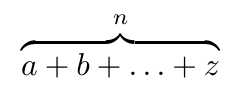 n
a + b + ... + z